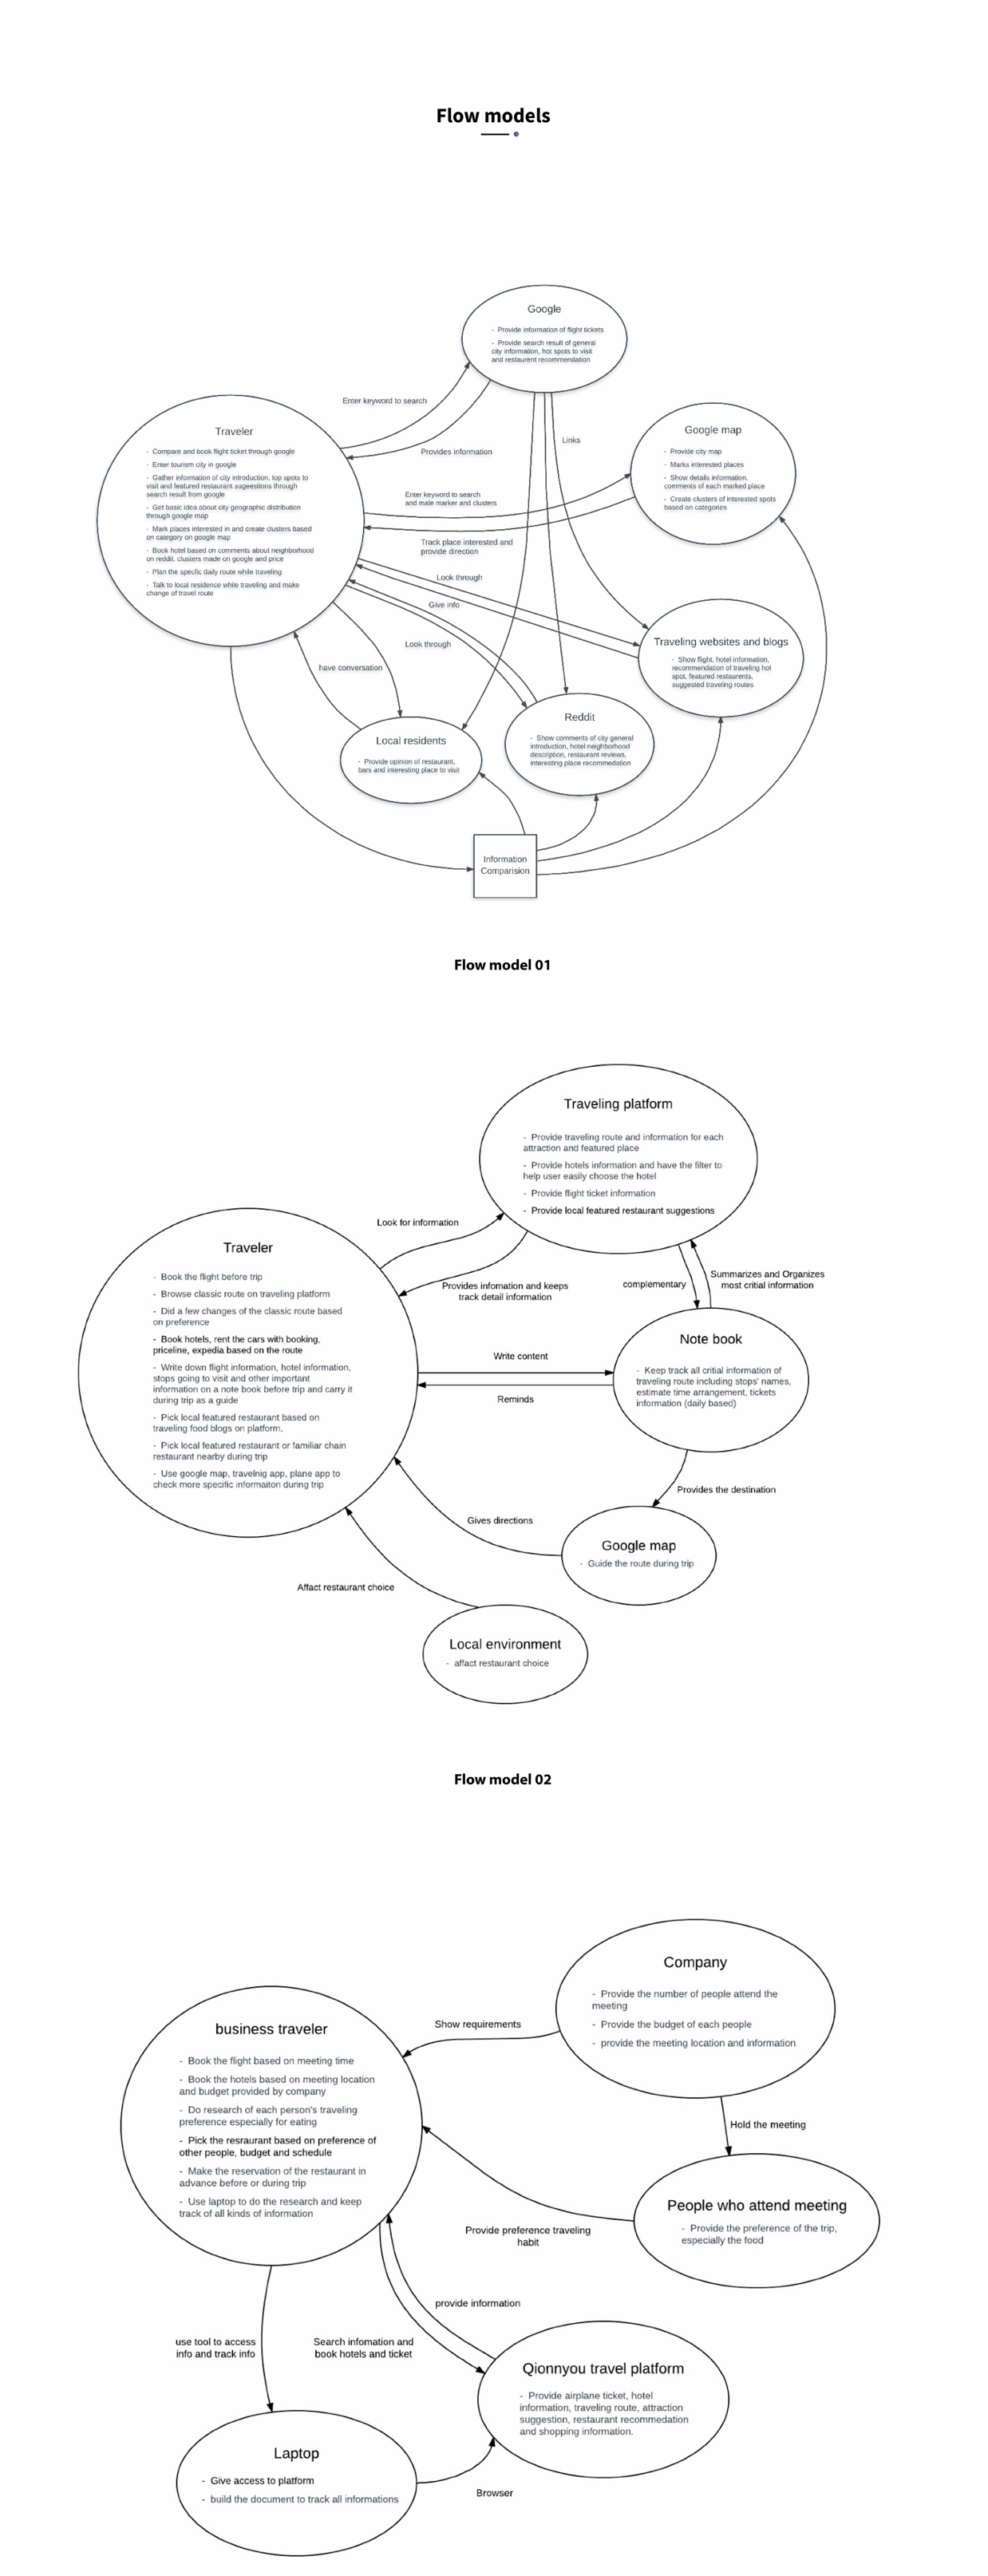 Flow models
Google
- Provide information of flight tickets
- Provide search result of general
city information, hot spots to visit
and restaurent recommendation
Enter keyword to search
Provides information
Links
Traveler
- Compare and book flight ticket through google
- Enter tourism city in google
- Gather information of city introduction, top spots to
visit and featured restaurant sugeestions through
search result from google
- Get basic idea about city geographic distribution
through google map
- Mark places interested in and create clusters based
on category on google map
- Book hotel based on comments about neighborhood
on reddit, clusters made on google and price
- Plan the specfic daily route while traveling
- Talk to local residence while traveling and make
change of travel route
Google map
- Provide city map
- Marks interested places
- Show details information,
comments of each marked place
- Create clusters of interested spots
based on categories
Enter keyword to search
and male marker and clusters
Track place interested and
provide direction
Look through
Give info
Look through
have conversation
Traveling websites and blogs
- Show flight, hotel information,
recommendation of traveling hot
spot, featured restaurents,
suggested traveling routes
Local residents
- Provide opinion of restaurant,
bars and interesting place to visit
Reddit
- Show comments of city general
introduction, hotel neighborhood
description, restaurant reviews,
interesting place recommedation
Information
Comparision
Flow model 01
Traveling platform
- Provide traveling route and information for each
attraction and featured place
- Provide hotels information and have the filter to
help user easily choose the hotel
- Provide flight ticket information
- Provide local featured restaurant suggestions
Look for information
Provides infomation and keeps
track detail information
complementary
Summarizes and Organizes
most critial information
Traveler
- Book the flight before trip
- Browse classic route on traveling platform
- Did a few changes of the classic route based
on preference
- Book hotels, rent the cars with booking,
priceline, expedia based on the route
- Write down flight information, hotel information,
stops going to visit and other important
information on a note book before trip and carry it
during trip as a guide
- Pick local featured restaurant based on
traveling food blogs on platform,
- Pick local featured restaurant or familiar chain
restaurant nearby during trip
- Use google map, travelnig app, plane app to
check more specific informaiton during trip
Write content
Reminds
Note book
- Keep track all critial information of
traveling route including stops' names,
estimate time arrangement, tickets
information (daily based)
Provides the destination
Gives directions
Google map
- Guide the route during trip
Affact restaurant choice
Local environment
- affact restaurant choice
Flow model 02
Company
- Provide the number of people attend the
meeting
- Provide the budget of each people
- provide the meeting location and information
Show requirements
business traveler
- Book the flight based on meeting time
- Book the hotels based on meeting location
and budget provided by company
- Do research of each person's traveling
preference especially for eating
- Pick the resraurant based on preference of
other people, budget and schedule
- Make the reservation of the restaurant in
advance before or during trip
- Use laptop to do the research and keep
track of all kinds of information
Hold the meeting
People who attend meeting
- Provide the preference of the trip,
especially the food
Provide preference traveling
habit
provide information
use tool to access
info and track info
Search infomation and
book hotels and ticket
Qionnyou travel platform
- Provide airplane ticket, hotel
information, traveling route, attraction
suggestion, restaurant recommedation
and shopping information.
Laptop
- Give access to platform
- build the document to track all informations
Browser